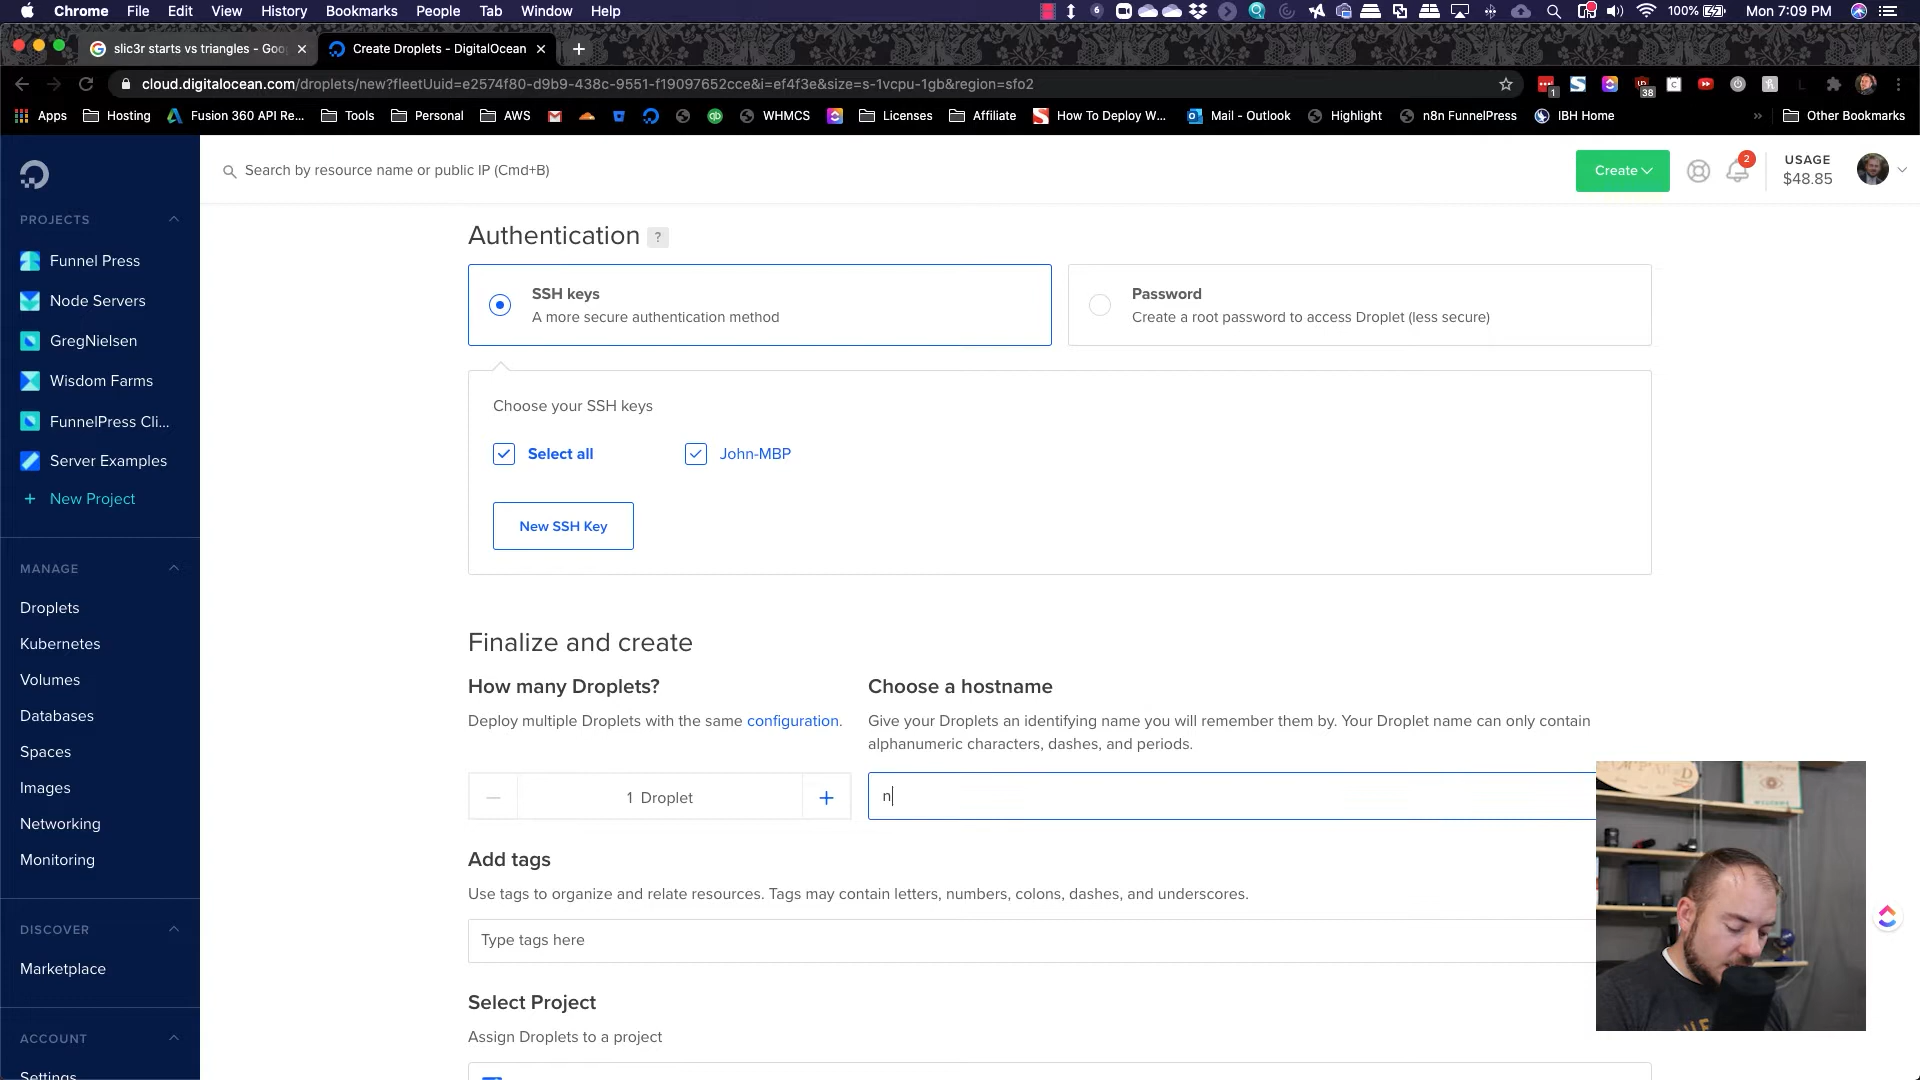 Chrome File Edit View History Bookmarks People Tab Window Help 100% Mon 7:09 PM
slic3r starts vs triangles - Goo Create Droplets - DigitalOcean
cloud.digitalocean.com/droplets/new?fleetUuid=e2574f80-d9b9-438c-9551-f19097652cce&i=ef4f3e&size=s-1vcpu-1gb&region=sfo2
Apps Hosting Fusion 360 API Re... Tools Personal AWS WHMCS Licenses Affiliate How To Deploy W... Mail - Outlook Highlight n8n FunnelPress IBH Home » Other Bookmarks
Search by resource name or public IP (Cmd+B)
Create
2
USAGE
$48.85
PROJECTS
Funnel Press
Node Servers
GregNielsen
Wisdom Farms
FunnelPress Cli...
Server Examples
+ New Project
MANAGE
Droplets
Kubernetes
Volumes
Databases
Spaces
Images
Networking
Monitoring
DISCOVER
Marketplace
ACCOUNT
Settings
Authentication ?
SSH keys
A more secure authentication method
Password
Create a root password to access Droplet (less secure)
Choose your SSH keys
Select all John-MBP
New SSH Key
Finalize and create
How many Droplets?
Deploy multiple Droplets with the same configuration.
1 Droplet
Choose a hostname
Give your Droplets an identifying name you will remember them by. Your Droplet name can only contain
alphanumeric characters, dashes, and periods.
n
Add tags
Use tags to organize and relate resources. Tags may contain letters, numbers, colons, dashes, and underscores.
Type tags here
Select Project
Assign Droplets to a project